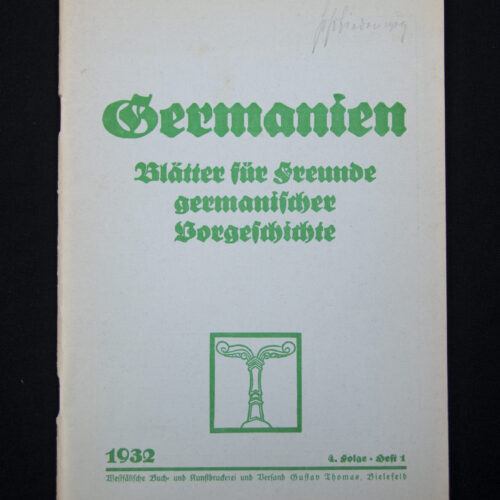 Germanien
Blätter für Freunde
germanischer
Vorgeschichte
1932 4. Folge · Heft 1
Westfälische Buch- und Kunstdruckerei und Versand Gustav Thomas, Bielefeld